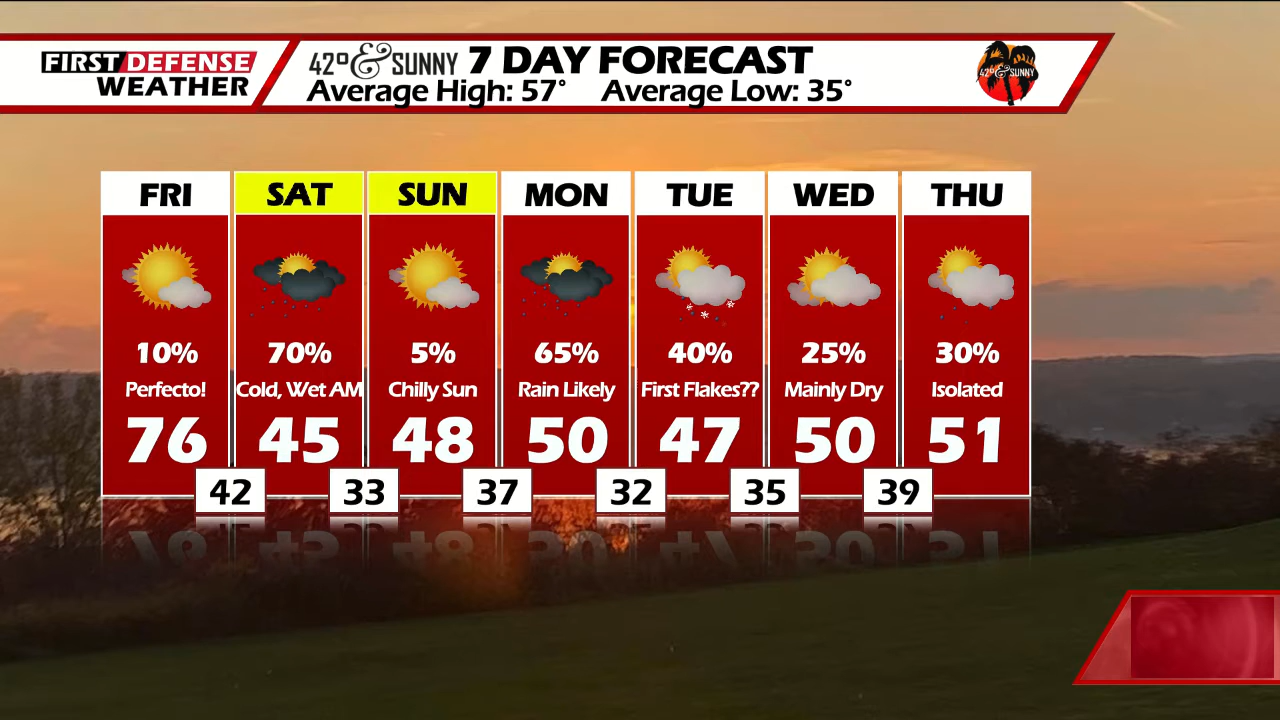 FIRST DEFENSE
WEATHER
42° & SUNNY 7 DAY FORECAST
Average High: 57° Average Low: 35°
42° & SUNNY
FRI SAT SUN MON TUE WED THU
10% 70% 5% 65% 40% 25% 30%
Perfecto! Cold, Wet AM Chilly Sun Rain Likely First Flakes?? Mainly Dry Isolated
76 45 48 50 47 50 51
42 33 37 32 35 39